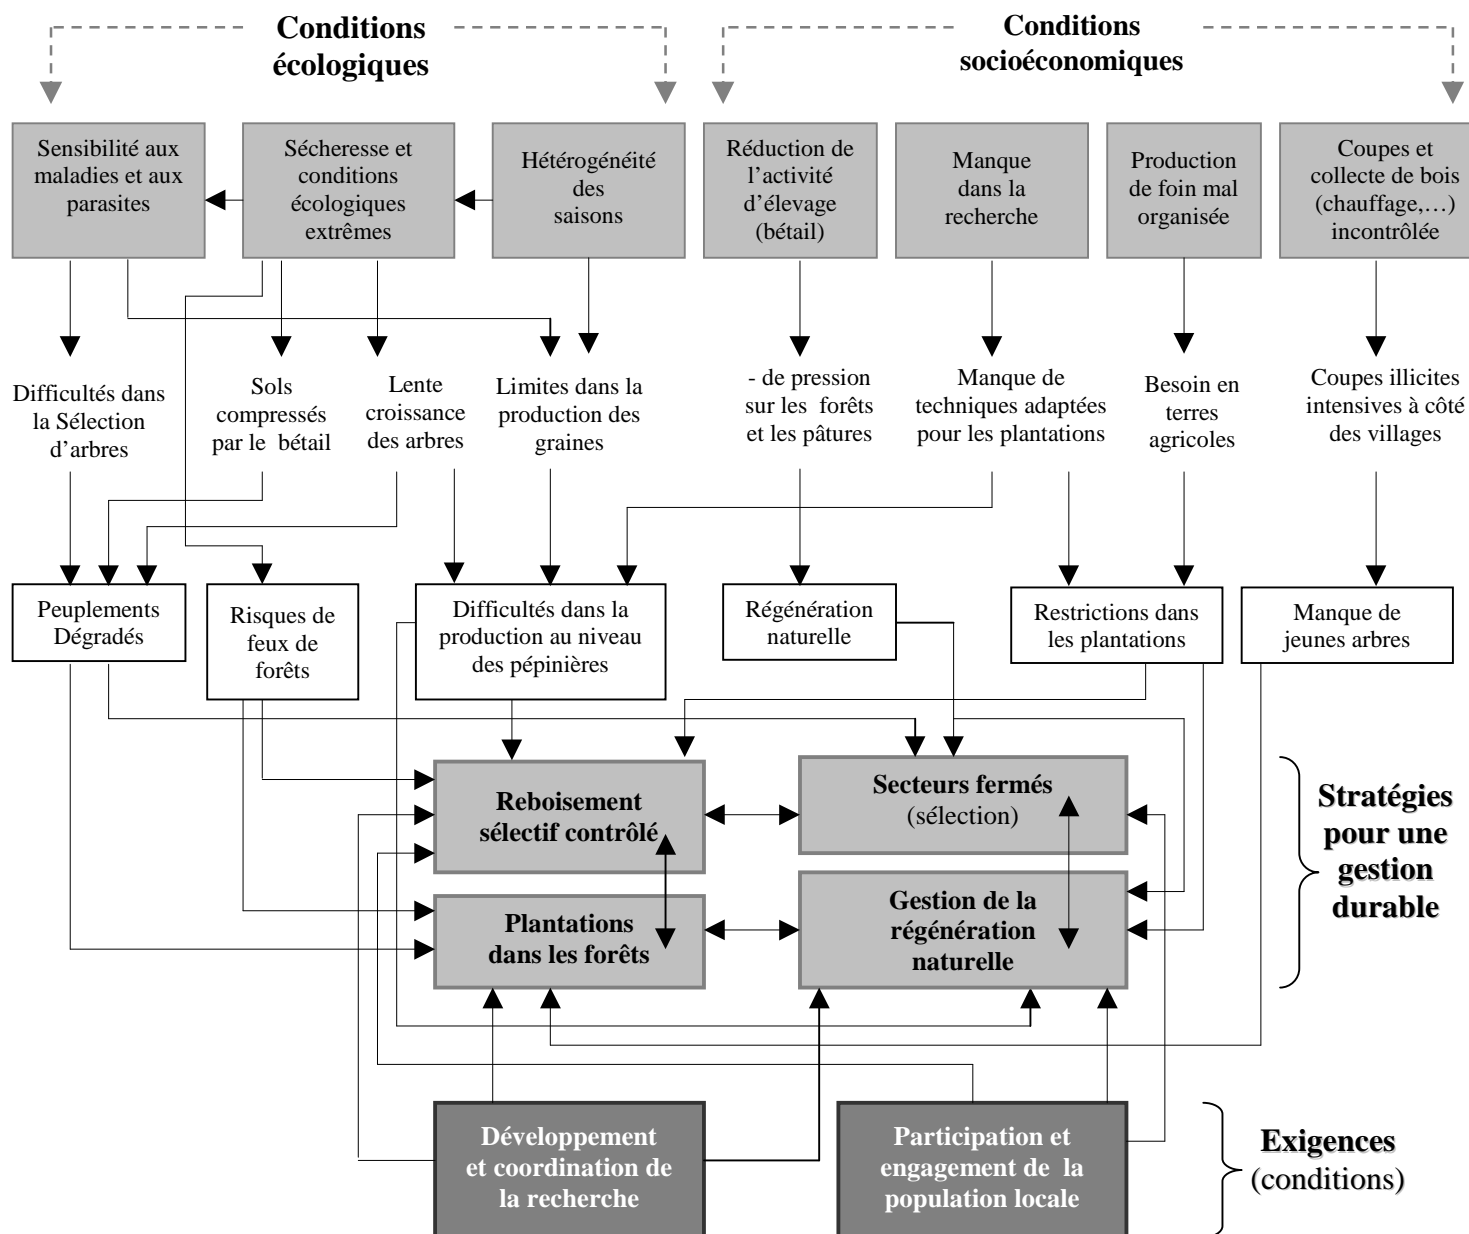 Conditions
écologiques
Conditions
socioéconomiques
Sensibilité aux
maladies et aux
parasites
Sécheresse et
conditions
écologiques
extrêmes
Hétérogénéité
des
saisons
Réduction de
l’activité
d’élevage
(bétail)
Manque
dans la
recherche
Production
de foin mal
organisée
Coupes et
collecte de bois
(chauffage,…)
incontrôlée
Difficultés dans
la Sélection
d’arbres
Sols
compressés
par le bétail
Lente
croissance
des arbres
Limites dans la
production des
graines
- de pression
sur les forêts
et les pâtures
Manque de
techniques adaptées
pour les plantations
Besoin en
terres
agricoles
Coupes illicites
intensives à côté
des villages
Peuplements
Dégradés
Risques de
feux de
forêts
Difficultés dans la
production au niveau
des pépinières
Régénération
naturelle
Restrictions dans
les plantations
Manque de
jeunes arbres
Reboisement
sélectif contrôlé
Secteurs fermés
(sélection)
Plantations
dans les forêts
Gestion de la
régénération
naturelle
Stratégies
pour une
gestion
durable
Développement
et coordination de
la recherche
Participation et
engagement de la
population locale
Exigences
(conditions)